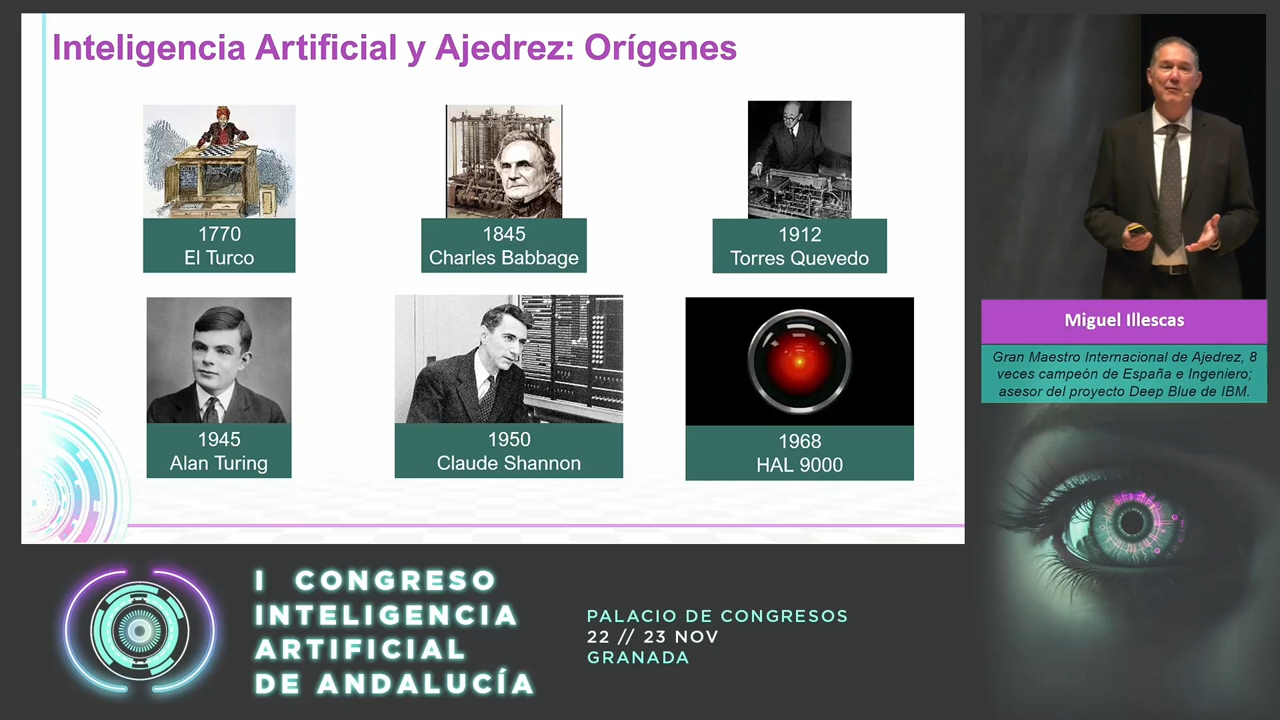 Inteligencia Artificial y Ajedrez: Orígenes
1770
El Turco
1845
Charles Babbage
1912
Torres Quevedo
1945
Alan Turing
1950
Claude Shannon
1968
HAL 9000
8
Miguel Illescas
Gran Maestro Internacional de Ajedrez, 8
veces campeón de España e Ingeniero;
asesor del proyecto Deep Blue de IBM.
I CONGRESO
INTELIGENCIA
ARTIFICIAL
DE ANDALUCÍA
PALACIO DE CONGRESOS
22 // 23 NOV
GRANADA